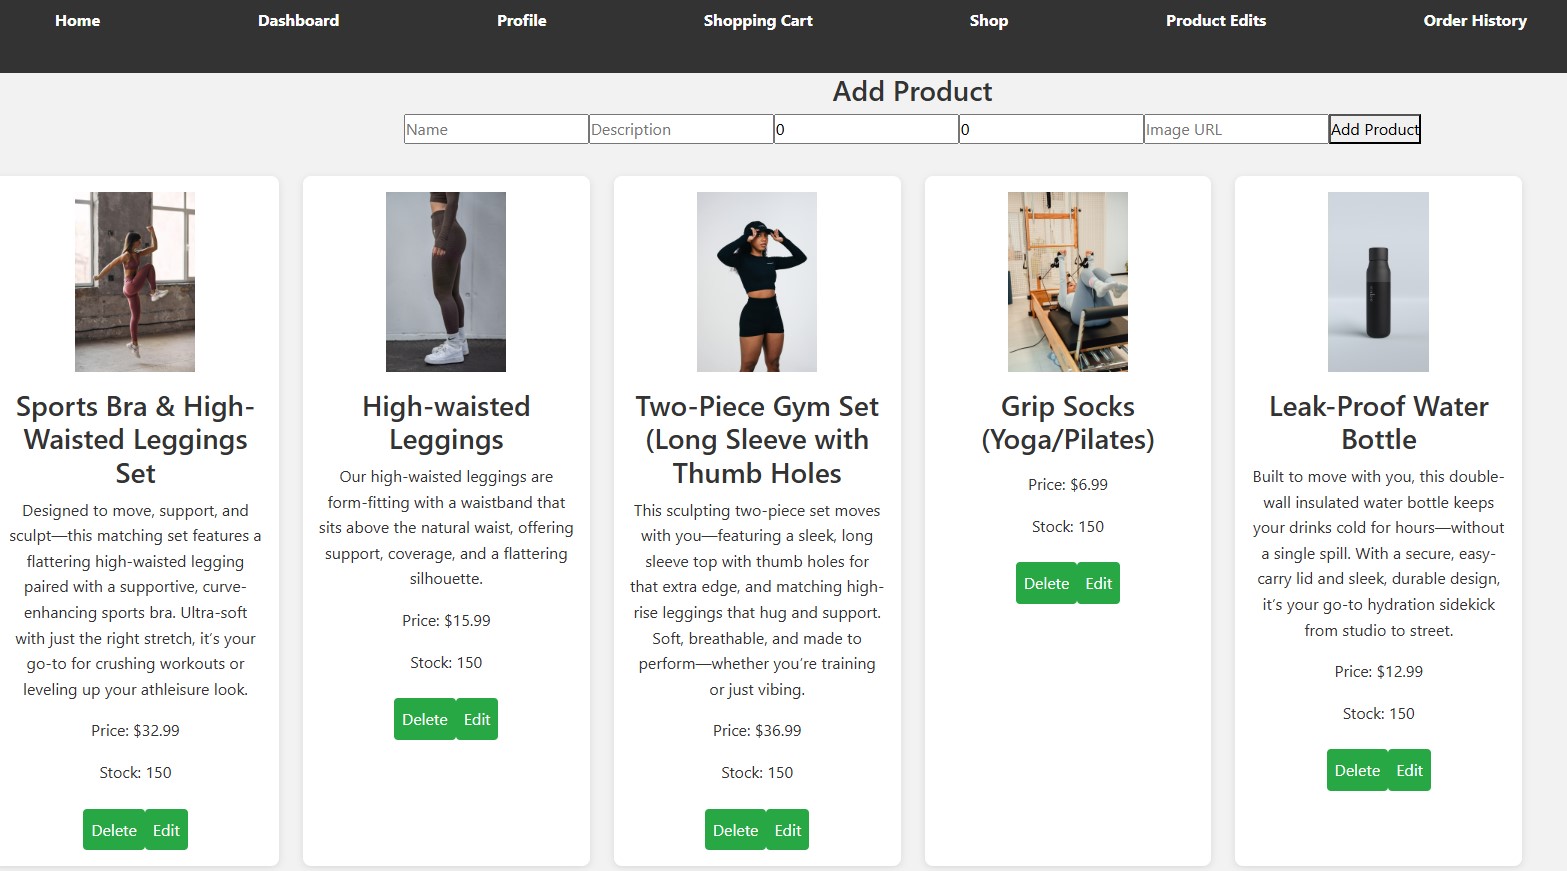 Home Dashboard Profile Shopping Cart Shop Product Edits Order History
Add Product
Name Description 0 0 Image URL Add Product
Sports Bra & High-
Waisted Leggings
Set
Designed to move, support, and
sculpt—this matching set features a
flattering high-waisted legging
paired with a supportive, curve-
enhancing sports bra. Ultra-soft
with just the right stretch, it's your
go-to for crushing workouts or
leveling up your athleisure look.
Price: $32.99
Stock: 150
Delete Edit
High-waisted
Leggings
Our high-waisted leggings are
form-fitting with a waistband that
sits above the natural waist, offering
support, coverage, and a flattering
silhouette.
Price: $15.99
Stock: 150
Delete Edit
Two-Piece Gym Set
(Long Sleeve with
Thumb Holes
This sculpting two-piece set moves
with you—featuring a sleek, long
sleeve top with thumb holes for
that extra edge, and matching high-
rise leggings that hug and support.
Soft, breathable, and made to
perform—whether you're training
or just vibing.
Price: $36.99
Stock: 150
Delete Edit
Grip Socks
(Yoga/Pilates)
Price: $6.99
Stock: 150
Delete Edit
Leak-Proof Water
Bottle
Built to move with you, this double-
wall insulated water bottle keeps
your drinks cold for hours—without
a single spill. With a secure, easy-
carry lid and sleek, durable design,
it's your go-to hydration sidekick
from studio to street.
Price: $12.99
Stock: 150
Delete Edit